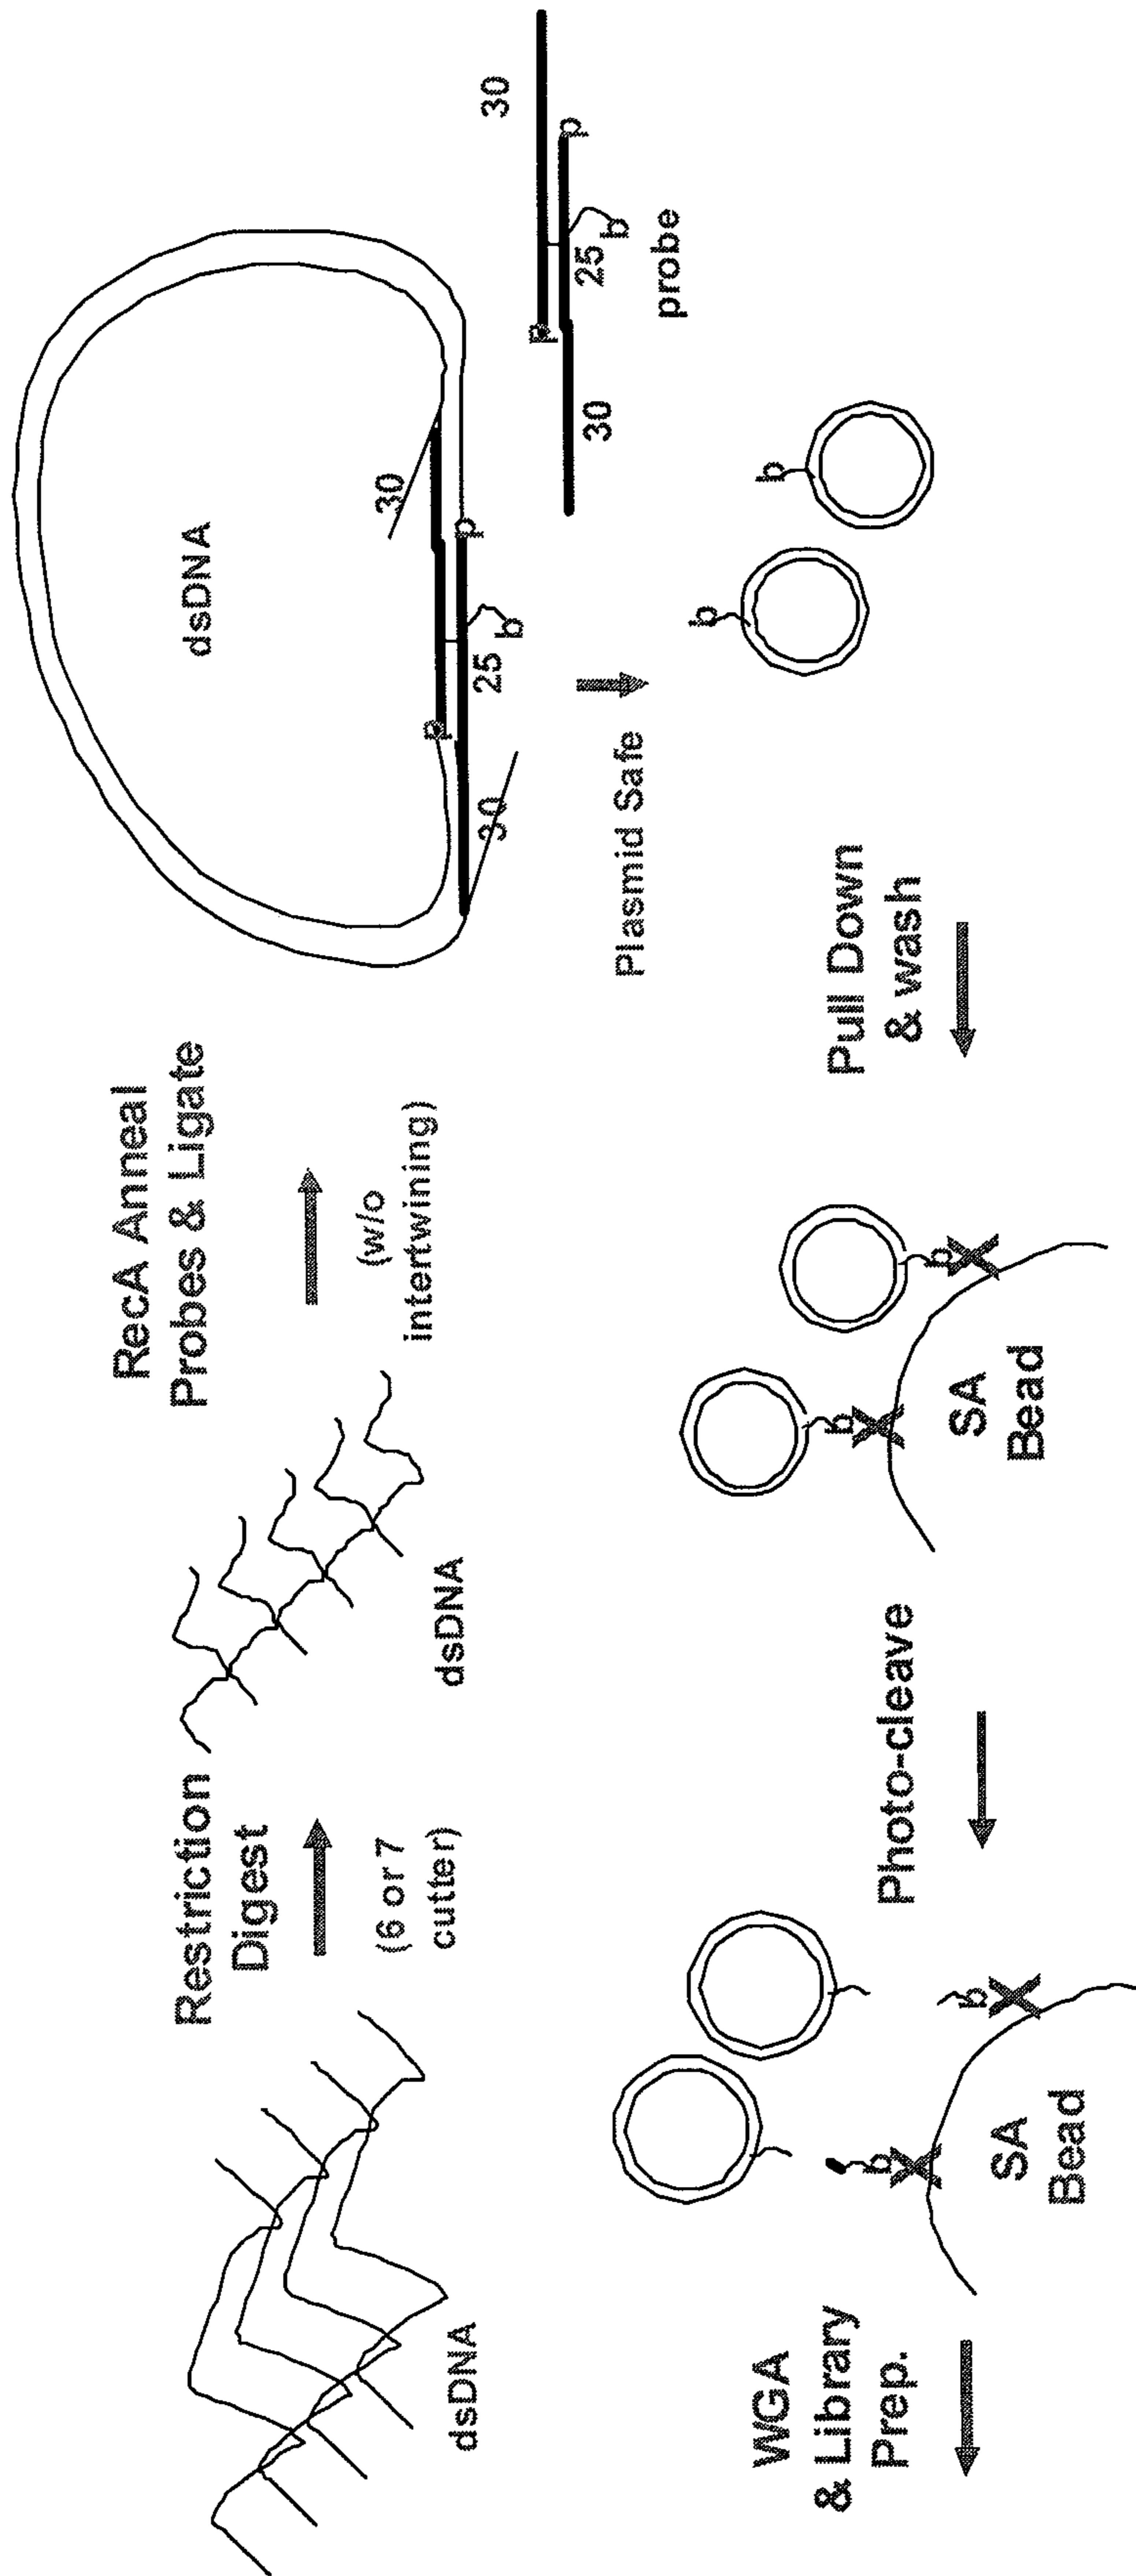 dsDNA
Restriction
Digest
(6 or 7
cutter)
dsDNA
RecA Anneal
Probes & Ligate
(w/o
intertwining)
dsDNA
30
p
25
b
p
30
30
p
25
b
p
30
probe
Plasmid Safe
b
b
Pull Down
& wash
b
b
SA
Bead
Photo-cleave
b
b
SA
Bead
WGA
& Library
Prep.